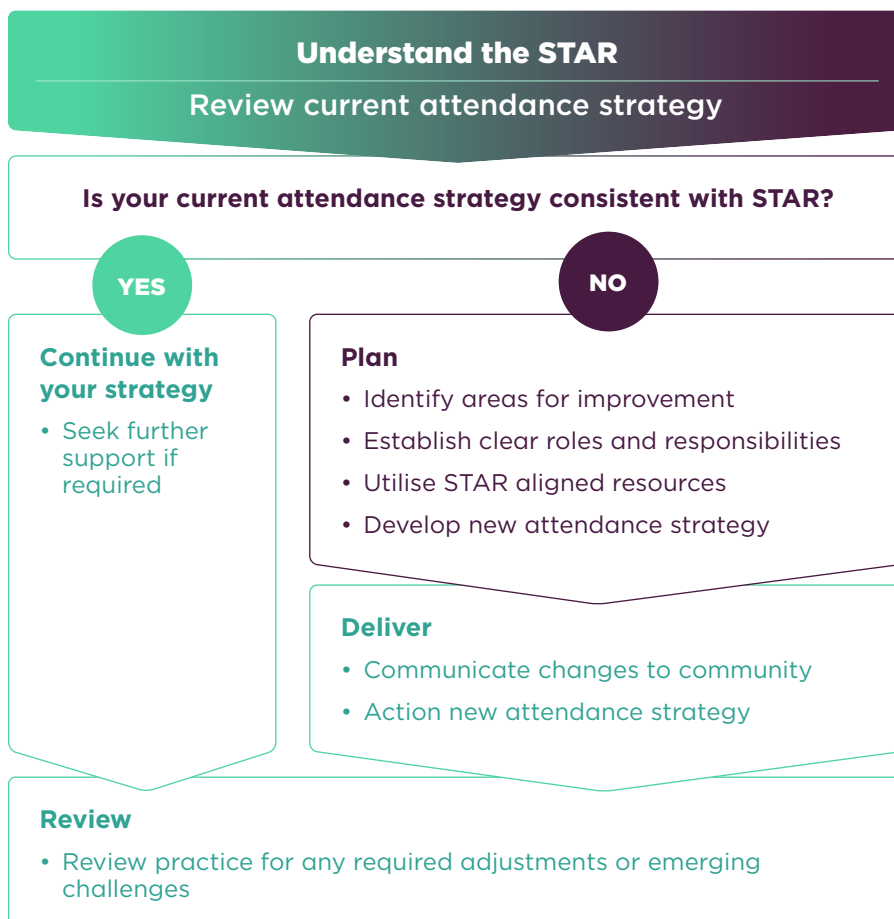 Understand the STAR
Review current attendance strategy
Is your current attendance strategy consistent with STAR?
YES
NO
Continue with
your strategy
• Seek further
support if
required
Plan
• Identify areas for improvement
• Establish clear roles and responsibilities
• Utilise STAR aligned resources
• Develop new attendance strategy
Deliver
• Communicate changes to community
• Action new attendance strategy
Review
• Review practice for any required adjustments or emerging
challenges